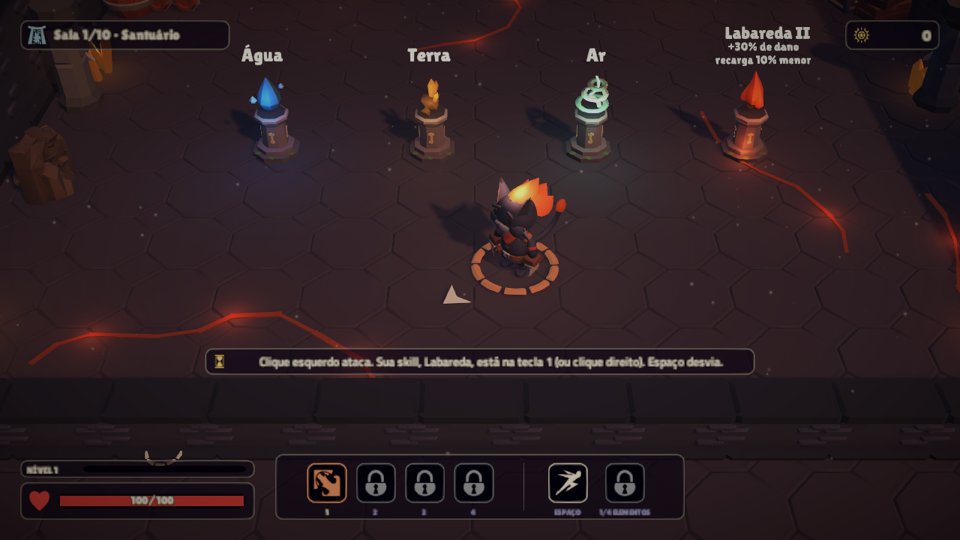 Sala 1/10 - Santuário
0
Água
Terra
Ar
Labareda II
+30% de dano
recarga 10% menor
Clique esquerdo ataca. Sua skill, Labareda, está na tecla 1 (ou clique direito). Espaço desvia.
NÍVEL 1
100/100
1
2
3
4
ESPAÇO
1/4 ELEMENTOS